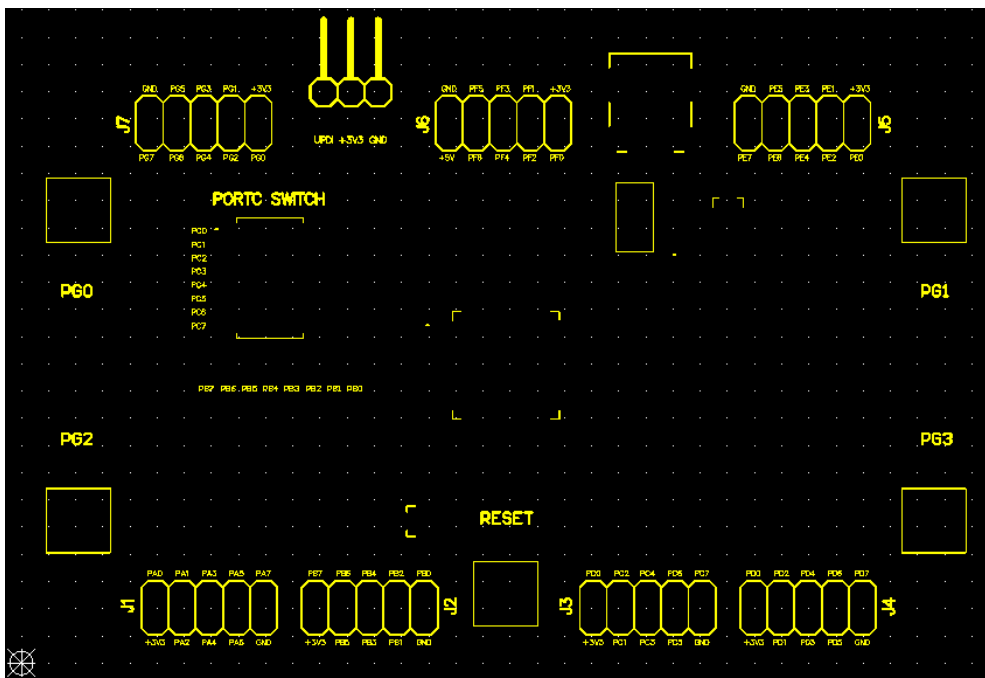 GND PG5 PG3 PG1 +3V3
J7
PG7 PG6 PG4 PG2 PG0
UPDI +3V3 GND
GND PF5 PF3 PF1 +3V3
J6
+5V PF6 PF4 PF2 PF0
GND PE5 PE3 PE1 +3V3
J5
PE7 PE6 PE4 PE2 PE0
PORTC SWITCH
PC0
PC1
PC2
PC3
PC4
PC5
PC6
PC7
PG0
PG1
PB7 PB6 PB5 PB4 PB3 PB2 PB1 PB0
PG2
PG3
RESET
PA0 PA1 PA3 PA5 PA7
J1
+3V3 PA2 PA4 PA6 GND
PB7 PB6 PB4 PB2 PB0
J2
+3V3 PB5 PB3 PB1 GND
PC2 PC4 PC7
J3
+3V3 PC1 PC3 PC5 GND
PD0 PD2 PD4 PD6 PD7
J4
+3V3 PD1 PD3 PD5 GND